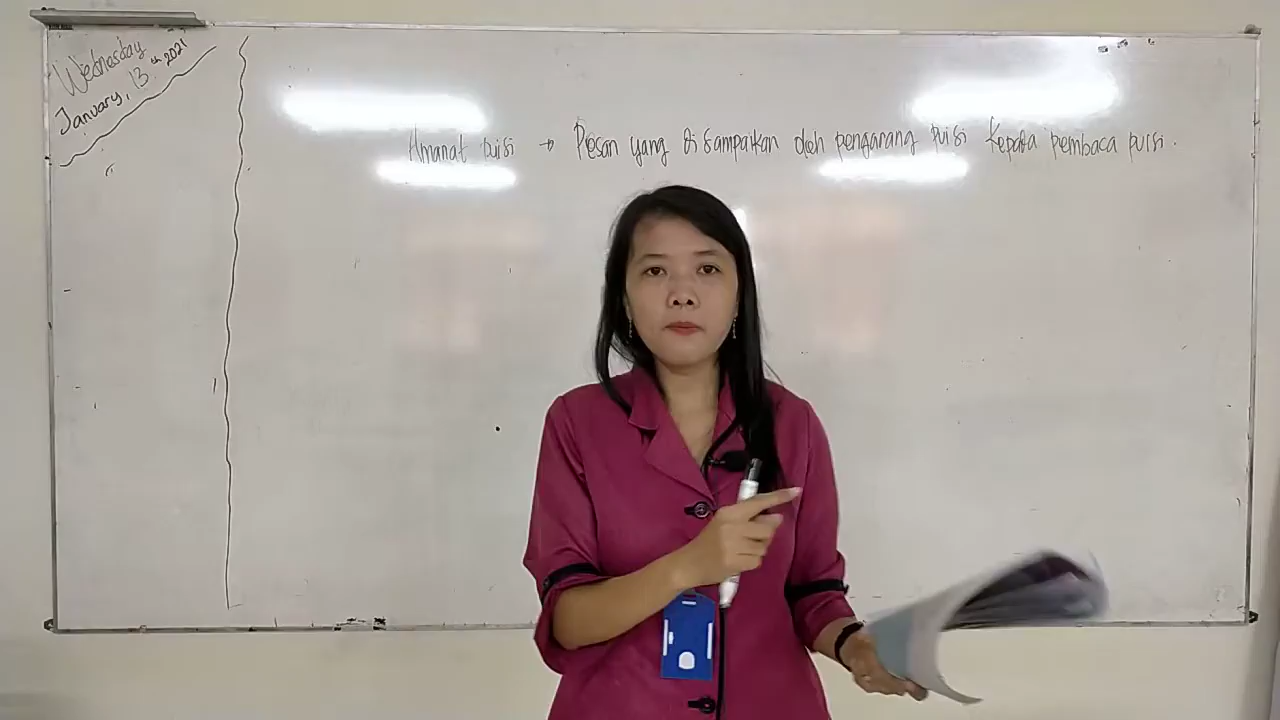 Wednesday
January, 13th 2021
Amanat puisi → Pesan yang disampaikan oleh pengarang puisi kepada pembaca puisi.